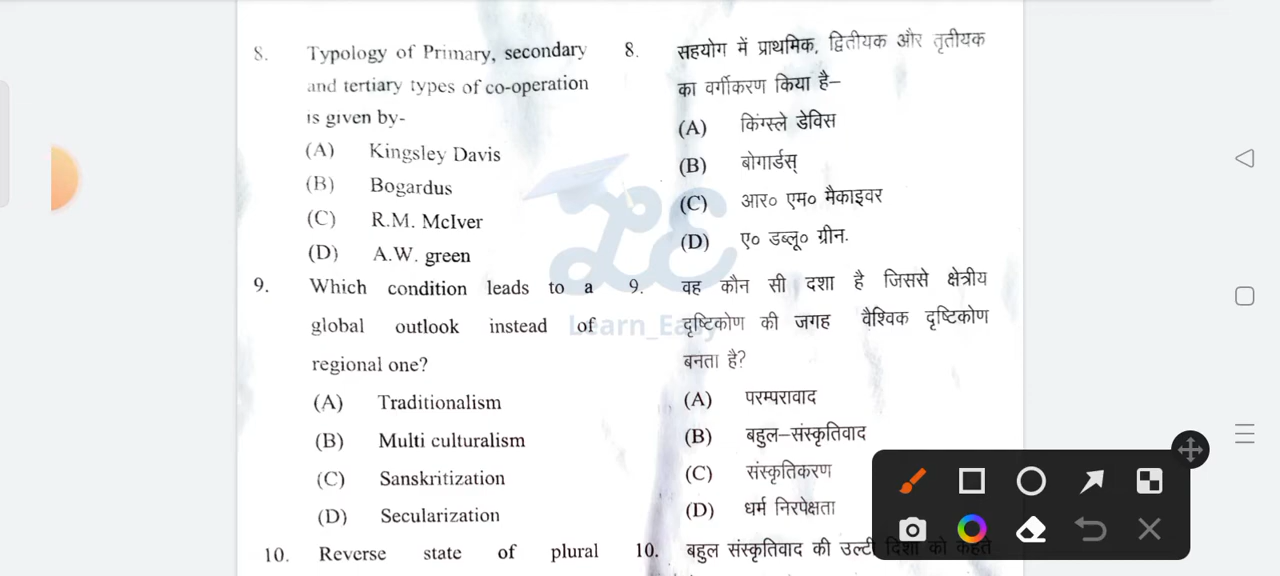 8. Typology of Primary, secondary
and tertiary types of co-operation
is given by-
(A) Kingsley Davis
(B) Bogardus
(C) R.M. McIver
(D) A.W. green
9. Which condition leads to a
global outlook instead of
regional one?
(A) Traditionalism
(B) Multi culturalism
(C) Sanskritization
(D) Secularization
10. Reverse state of plural
8. सहयोग में प्राथमिक, द्वितीयक और तृतीयक
का वर्गीकरण किया है–
(A) किंग्स्ले डेविस
(B) बोगार्डस्
(C) आर० एम० मैकाइवर
(D) ए० डब्लू० ग्रीन.
9. वह कौन सी दशा है जिससे क्षेत्रीय
दृष्टिकोण की जगह वैश्विक दृष्टिकोण
बनता है?
(A) परम्परावाद
(B) बहुल–संस्कृतिवाद
(C) संस्कृतिकरण
(D) धर्म निरपेक्षता
10. बहुल संस्कृतिवाद की उल्टी दिशा को कहते
LE
Learn_Easy